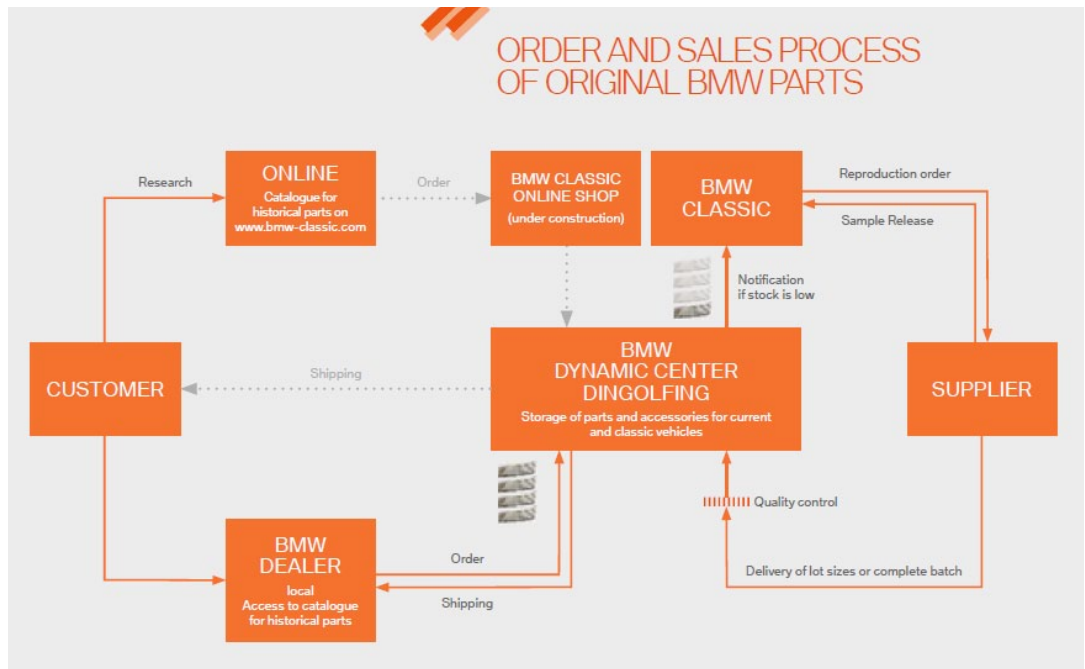 ORDER AND SALES PROCESS
OF ORIGINAL BMW PARTS
Research
ONLINE
Catalogue for
historical parts on
www.bmw-classic.com
Order
BMW CLASSIC
ONLINE SHOP
(under construction)
BMW
CLASSIC
Reproduction order
Sample Release
Notification
if stock is low
CUSTOMER
Shipping
BMW
DYNAMIC CENTER
DINGOLFING
Storage of parts and accessories for current
and classic vehicles
SUPPLIER
Quality control
BMW
DEALER
local
Access to catalogue
for historical parts
Order
Shipping
Delivery of lot sizes or complete batch